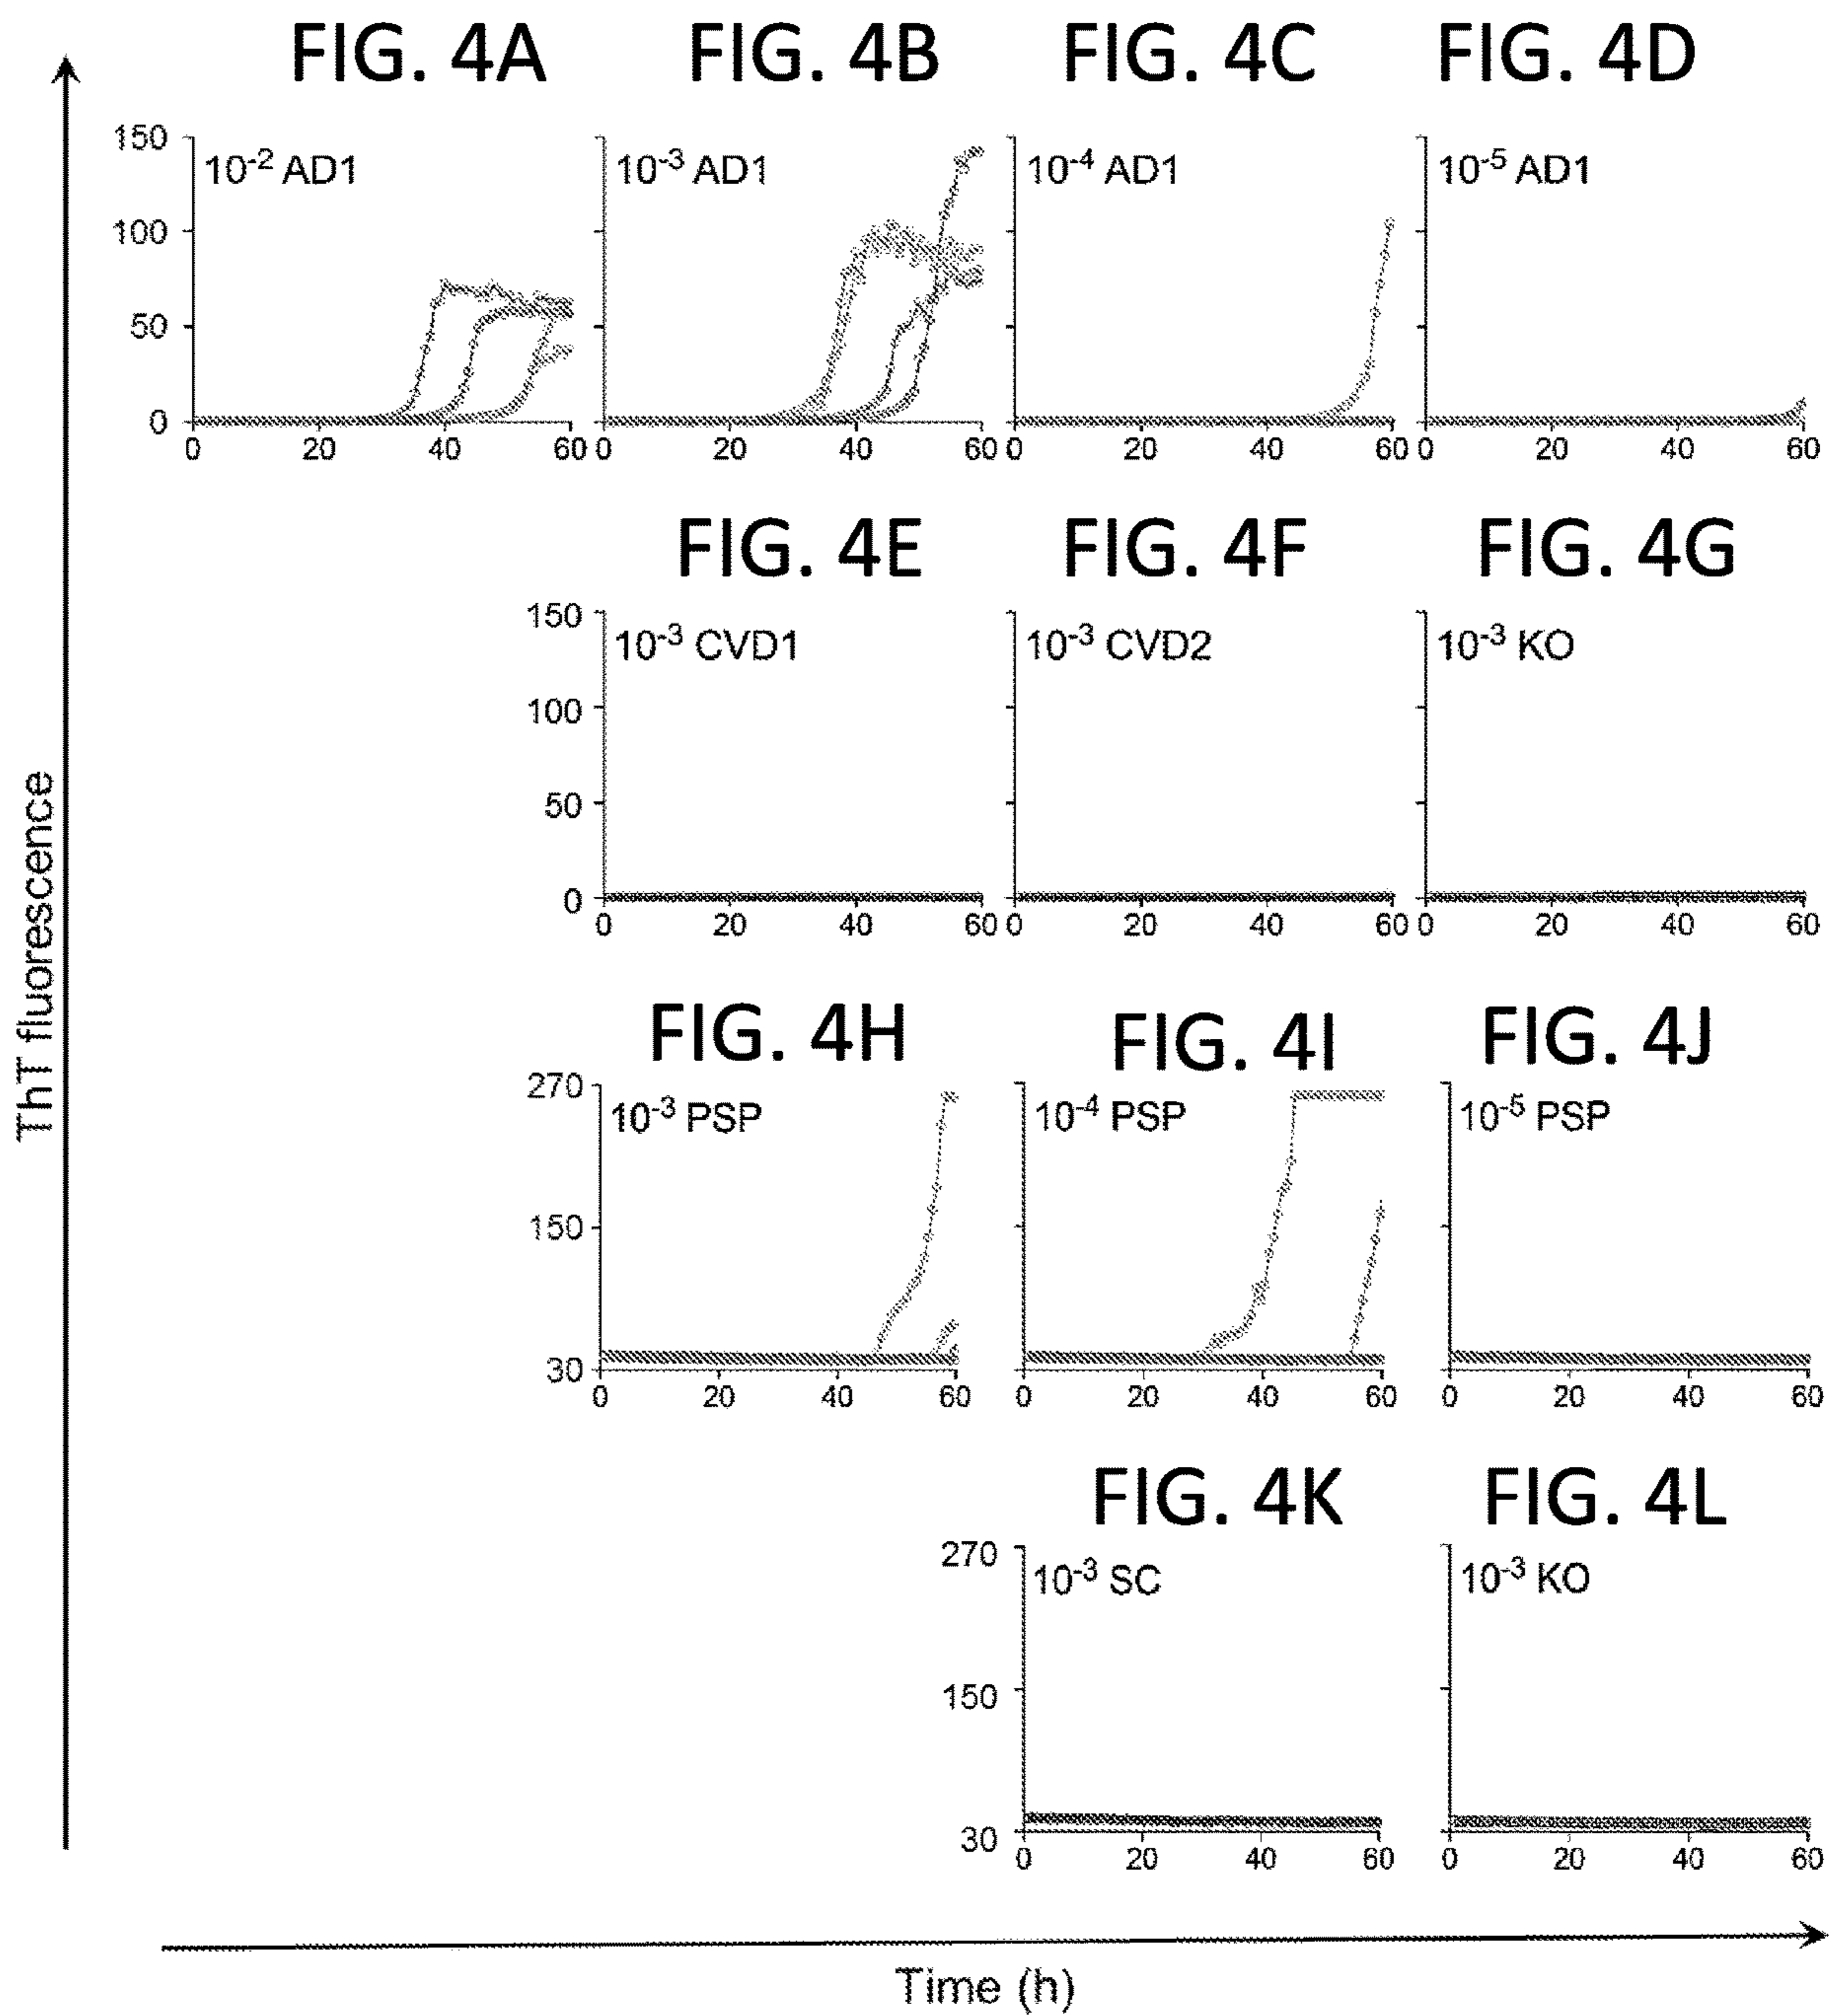 FIG. 4A FIG. 4B FIG. 4C FIG. 4D
150 10⁻² AD1 10⁻³ AD1 10⁻⁴ AD1 10⁻⁵ AD1
100
50
0
0 20 40 60 0 20 40 60 0 20 40 60 0 20 40 60
FIG. 4E FIG. 4F FIG. 4G
150 10⁻³ CVD1 10⁻³ CVD2 10⁻³ KO
100
50
0
0 20 40 60 0 20 40 60 0 20 40 60
ThT fluorescence
FIG. 4H FIG. 4I FIG. 4J
270 10⁻³ PSP 10⁻⁴ PSP 10⁻⁵ PSP
150
30
0 20 40 60 0 20 40 60 0 20 40 60
FIG. 4K FIG. 4L
270 10⁻³ SC 10⁻³ KO
150
30
0 20 40 60 0 20 40 60
Time (h)